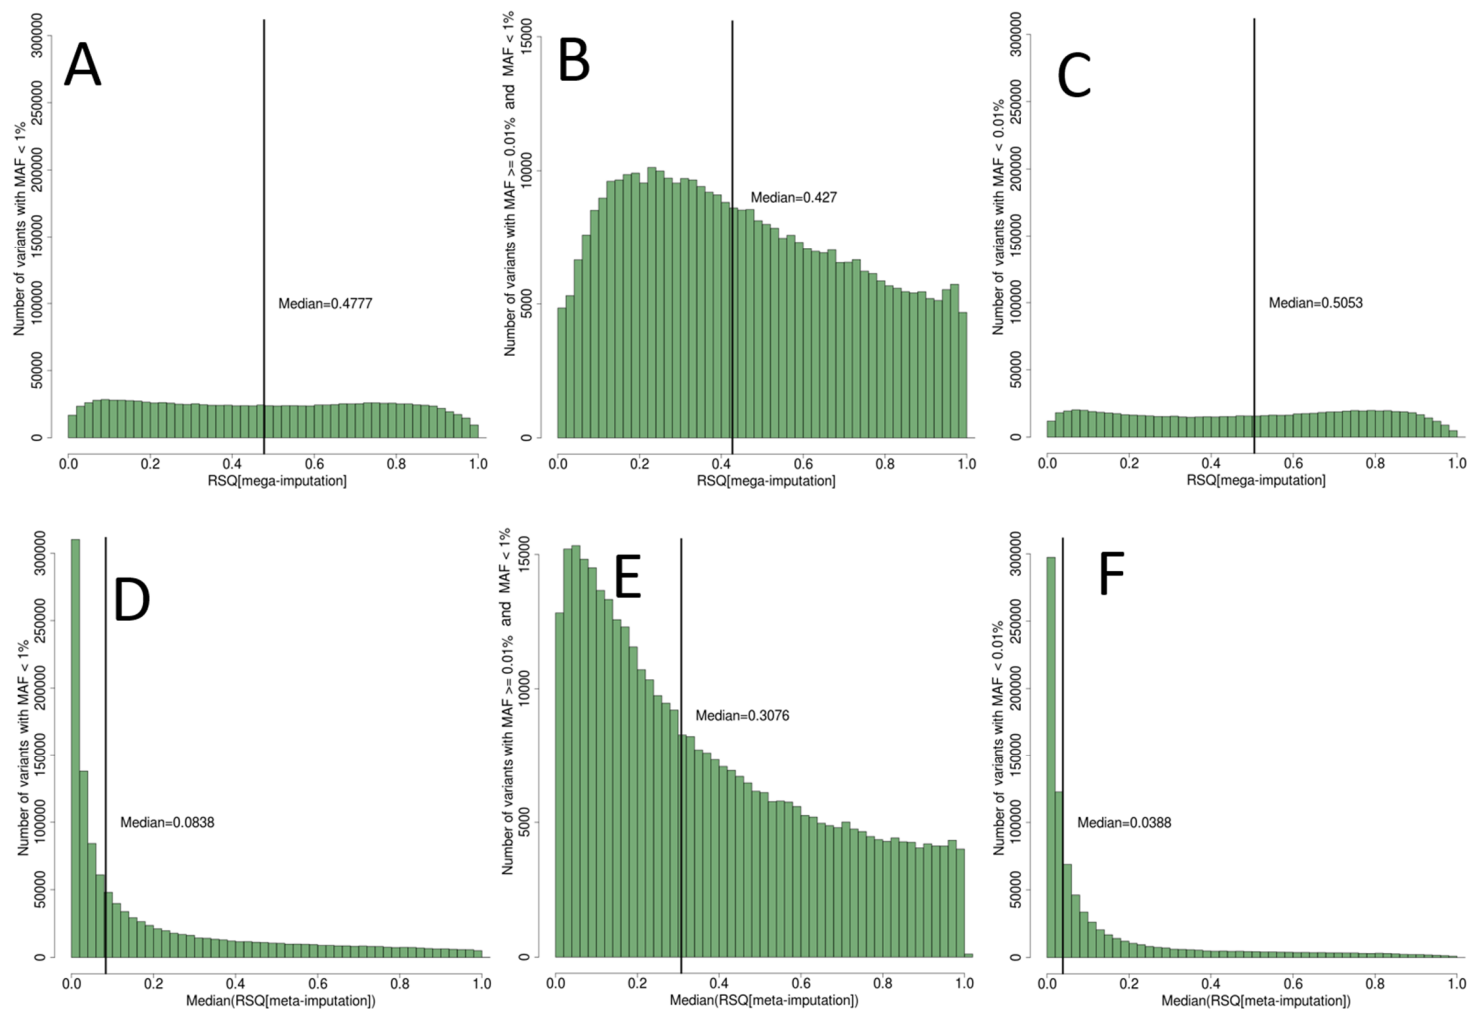 A
Number of variants with MAF < 1%
300000
250000
200000
150000
100000
50000
0
Median=0.4777
0.0 0.2 0.4 0.6 0.8 1.0
RSQ[mega-imputation]
B
Number of variants with MAF >= 0.01% and MAF < 1%
15000
10000
5000
0
Median=0.427
0.0 0.2 0.4 0.6 0.8 1.0
RSQ[mega-imputation]
C
Number of variants with MAF < 0.01%
300000
250000
200000
150000
100000
50000
0
Median=0.5053
0.0 0.2 0.4 0.6 0.8 1.0
RSQ[mega-imputation]
D
Number of variants with MAF < 1%
300000
250000
200000
150000
100000
50000
0
Median=0.0838
0.0 0.2 0.4 0.6 0.8 1.0
Median(RSQ[meta-imputation])
E
Number of variants with MAF >= 0.01% and MAF < 1%
15000
10000
5000
0
Median=0.3076
0.0 0.2 0.4 0.6 0.8 1.0
Median(RSQ[meta-imputation])
F
Number of variants with MAF < 0.01%
300000
250000
200000
150000
100000
50000
0
Median=0.0388
0.0 0.2 0.4 0.6 0.8 1.0
Median(RSQ[meta-imputation])